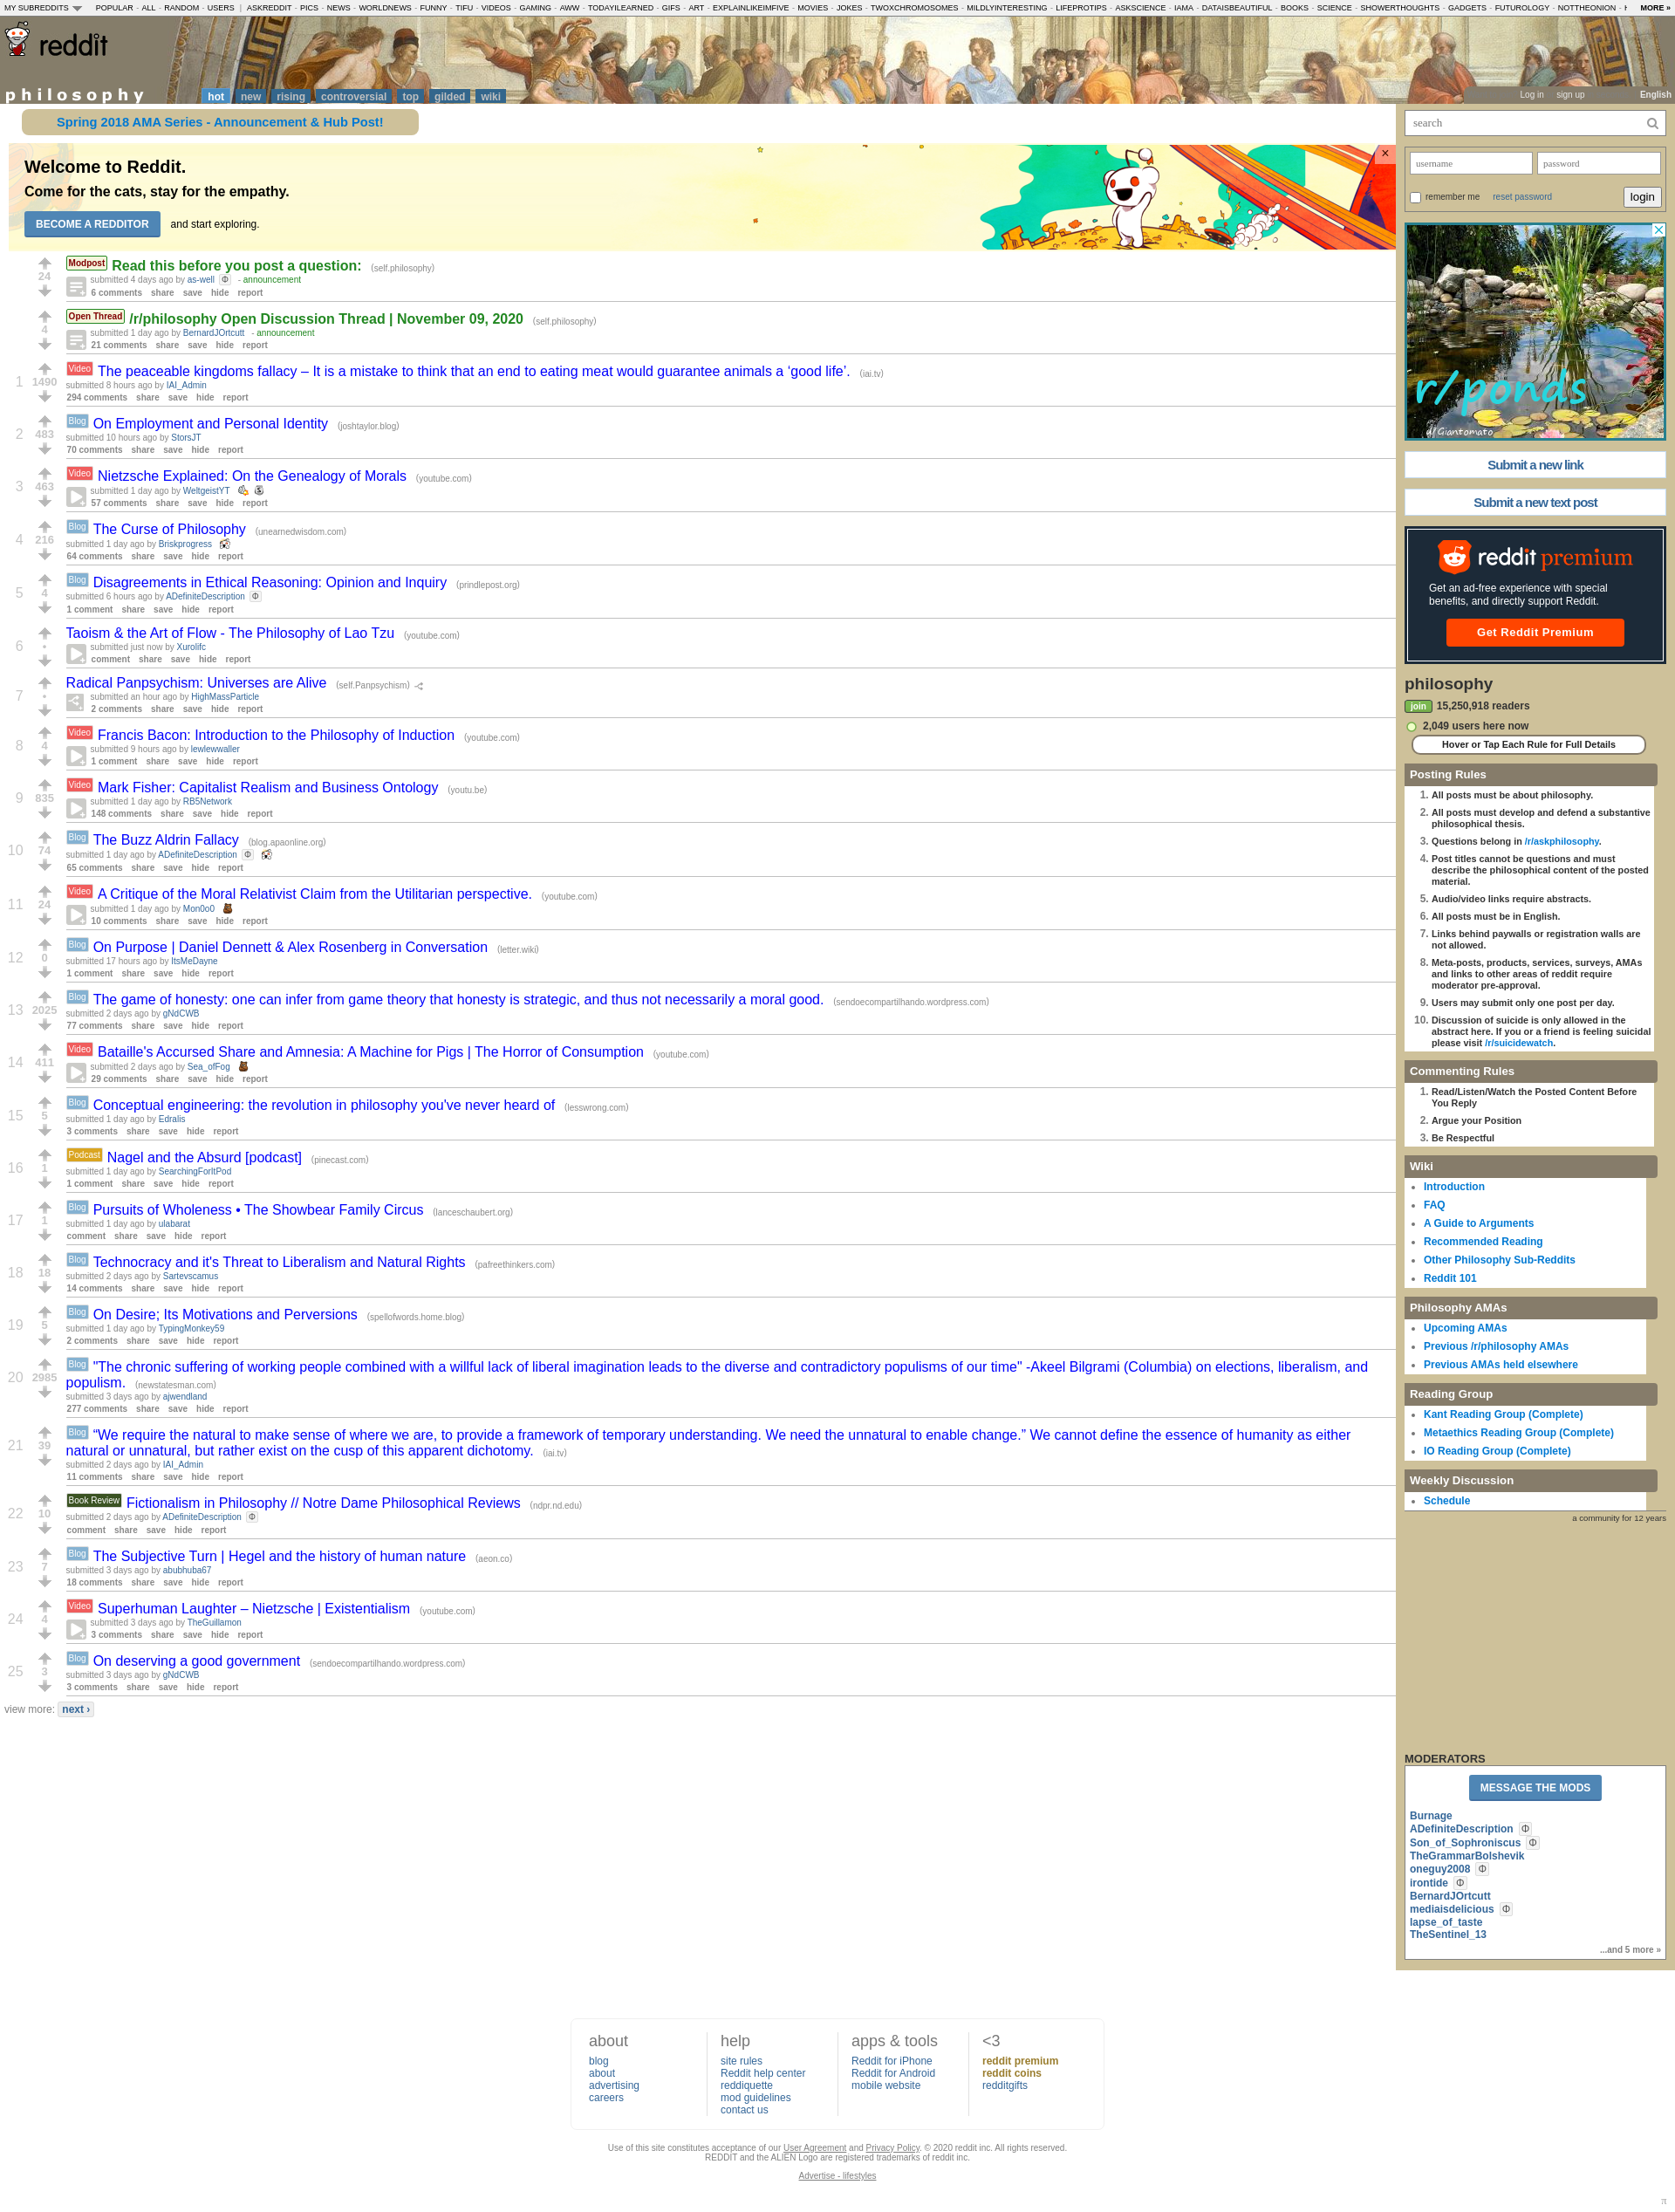 MY SUBREDDITS POPULAR - ALL - RANDOM - USERS | ASKREDDIT - PICS - NEWS - WORLDNEWS - FUNNY - TIFU - VIDEOS - GAMING - AWW - TODAYILEARNED - GIFS - ART - EXPLAINLIKEIMFIVE - MOVIES - JOKES - TWOXCHROMOSOMES - MILDLYINTERESTING - LIFEPROTIPS - ASKSCIENCE - IAMA - DATAISBEAUTIFUL - BOOKS - SCIENCE - SHOWERTHOUGHTS - GADGETS - FUTUROLOGY - NOTTHEONION - MORE »
reddit
philosophy hot new rising controversial top gilded wiki
Log in sign up English
Spring 2018 AMA Series - Announcement & Hub Post!
Welcome to Reddit.
Come for the cats, stay for the empathy.
BECOME A REDDITOR and start exploring.
×
24
Modpost Read this before you post a question: (self.philosophy)
submitted 4 days ago by as-well Φ - announcement
6 comments share save hide report
4
Open Thread /r/philosophy Open Discussion Thread | November 09, 2020 (self.philosophy)
submitted 1 day ago by BernardJOrtcutt - announcement
21 comments share save hide report
1 1490
Video The peaceable kingdoms fallacy – It is a mistake to think that an end to eating meat would guarantee animals a ‘good life’. (iai.tv)
submitted 8 hours ago by IAI_Admin
294 comments share save hide report
2 483
Blog On Employment and Personal Identity (joshtaylor.blog)
submitted 10 hours ago by StorsJT
70 comments share save hide report
3 463
Video Nietzsche Explained: On the Genealogy of Morals (youtube.com)
submitted 1 day ago by WeltgeistYT
57 comments share save hide report
4 216
Blog The Curse of Philosophy (unearnedwisdom.com)
submitted 1 day ago by Briskprogress
64 comments share save hide report
5 4
Blog Disagreements in Ethical Reasoning: Opinion and Inquiry (prindlepost.org)
submitted 6 hours ago by ADefiniteDescription Φ
1 comment share save hide report
6 •
Taoism & the Art of Flow - The Philosophy of Lao Tzu (youtube.com)
submitted just now by Xurolifc
comment share save hide report
7 •
Radical Panpsychism: Universes are Alive (self.Panpsychism)
submitted an hour ago by HighMassParticle
2 comments share save hide report
8 4
Video Francis Bacon: Introduction to the Philosophy of Induction (youtube.com)
submitted 9 hours ago by lewlewwaller
1 comment share save hide report
9 835
Video Mark Fisher: Capitalist Realism and Business Ontology (youtu.be)
submitted 1 day ago by RB5Network
148 comments share save hide report
10 74
Blog The Buzz Aldrin Fallacy (blog.apaonline.org)
submitted 1 day ago by ADefiniteDescription Φ
65 comments share save hide report
11 24
Video A Critique of the Moral Relativist Claim from the Utilitarian perspective. (youtube.com)
submitted 1 day ago by Mon0o0
10 comments share save hide report
12 0
Blog On Purpose | Daniel Dennett & Alex Rosenberg in Conversation (letter.wiki)
submitted 17 hours ago by ItsMeDayne
1 comment share save hide report
13 2025
Blog The game of honesty: one can infer from game theory that honesty is strategic, and thus not necessarily a moral good. (sendoecompartilhando.wordpress.com)
submitted 2 days ago by gNdCWB
77 comments share save hide report
14 411
Video Bataille's Accursed Share and Amnesia: A Machine for Pigs | The Horror of Consumption (youtube.com)
submitted 2 days ago by Sea_ofFog
29 comments share save hide report
15 5
Blog Conceptual engineering: the revolution in philosophy you've never heard of (lesswrong.com)
submitted 1 day ago by Edralis
3 comments share save hide report
16 1
Podcast Nagel and the Absurd [podcast] (pinecast.com)
submitted 1 day ago by SearchingForItPod
1 comment share save hide report
17 1
Blog Pursuits of Wholeness • The Showbear Family Circus (lanceschaubert.org)
submitted 1 day ago by ulabarat
comment share save hide report
18 18
Blog Technocracy and it's Threat to Liberalism and Natural Rights (pafreethinkers.com)
submitted 2 days ago by Sartevscamus
14 comments share save hide report
19 5
Blog On Desire; Its Motivations and Perversions (spellofwords.home.blog)
submitted 1 day ago by TypingMonkey59
2 comments share save hide report
20 2985
Blog "The chronic suffering of working people combined with a willful lack of liberal imagination leads to the diverse and contradictory populisms of our time" -Akeel Bilgrami (Columbia) on elections, liberalism, and
populism. (newstatesman.com)
submitted 3 days ago by ajwendland
277 comments share save hide report
21 39
Blog “We require the natural to make sense of where we are, to provide a framework of temporary understanding. We need the unnatural to enable change.” We cannot define the essence of humanity as either
natural or unnatural, but rather exist on the cusp of this apparent dichotomy. (iai.tv)
submitted 2 days ago by IAI_Admin
11 comments share save hide report
22 10
Book Review Fictionalism in Philosophy // Notre Dame Philosophical Reviews (ndpr.nd.edu)
submitted 2 days ago by ADefiniteDescription Φ
comment share save hide report
23 7
Blog The Subjective Turn | Hegel and the history of human nature (aeon.co)
submitted 3 days ago by abubhuba67
18 comments share save hide report
24 4
Video Superhuman Laughter – Nietzsche | Existentialism (youtube.com)
submitted 3 days ago by TheGuillamon
3 comments share save hide report
25 3
Blog On deserving a good government (sendoecompartilhando.wordpress.com)
submitted 3 days ago by gNdCWB
3 comments share save hide report
view more: next ›
search
username password
remember me reset password login
r/ponds
u/Giantomato
Submit a new link
Submit a new text post
reddit premium
Get an ad-free experience with special
benefits, and directly support Reddit.
Get Reddit Premium
philosophy
join 15,250,918 readers
2,049 users here now
Hover or Tap Each Rule for Full Details
Posting Rules
1. All posts must be about philosophy.
2. All posts must develop and defend a substantive
philosophical thesis.
3. Questions belong in /r/askphilosophy.
4. Post titles cannot be questions and must
describe the philosophical content of the posted
material.
5. Audio/video links require abstracts.
6. All posts must be in English.
7. Links behind paywalls or registration walls are
not allowed.
8. Meta-posts, products, services, surveys, AMAs
and links to other areas of reddit require
moderator pre-approval.
9. Users may submit only one post per day.
10. Discussion of suicide is only allowed in the
abstract here. If you or a friend is feeling suicidal
please visit /r/suicidewatch.
Commenting Rules
1. Read/Listen/Watch the Posted Content Before
You Reply
2. Argue your Position
3. Be Respectful
Wiki
Introduction
FAQ
A Guide to Arguments
Recommended Reading
Other Philosophy Sub-Reddits
Reddit 101
Philosophy AMAs
Upcoming AMAs
Previous /r/philosophy AMAs
Previous AMAs held elsewhere
Reading Group
Kant Reading Group (Complete)
Metaethics Reading Group (Complete)
IO Reading Group (Complete)
Weekly Discussion
Schedule
a community for 12 years
MODERATORS
MESSAGE THE MODS
Burnage
ADefiniteDescription Φ
Son_of_Sophroniscus Φ
TheGrammarBolshevik
oneguy2008 Φ
irontide Φ
BernardJOrtcutt
mediaisdelicious Φ
lapse_of_taste
TheSentinel_13
...and 5 more »
about
blog
about
advertising
careers
help
site rules
Reddit help center
reddiquette
mod guidelines
contact us
apps & tools
Reddit for iPhone
Reddit for Android
mobile website
<3
reddit premium
reddit coins
redditgifts
Use of this site constitutes acceptance of our User Agreement and Privacy Policy. © 2020 reddit inc. All rights reserved.
REDDIT and the ALIEN Logo are registered trademarks of reddit inc.
Advertise - lifestyles
π